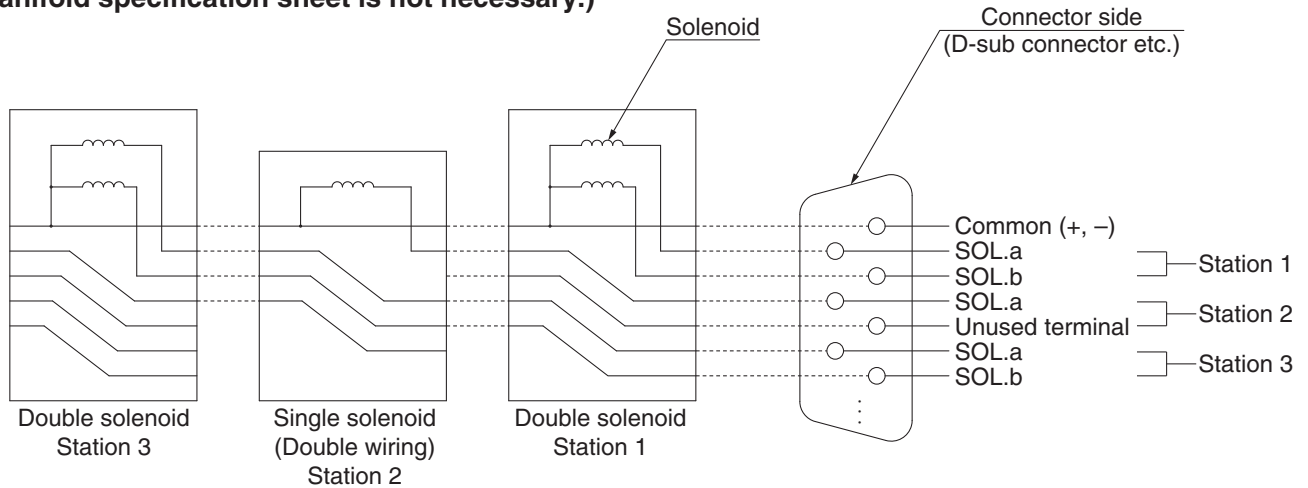 anifold specification sheet is not necessary.)
Solenoid
Connector side
(D-sub connector etc.)
Common (+, –)
SOL.a
SOL.b
Station 1
SOL.a
Unused terminal
Station 2
SOL.a
SOL.b
Station 3
Double solenoid
Station 3
Single solenoid
(Double wiring)
Station 2
Double solenoid
Station 1